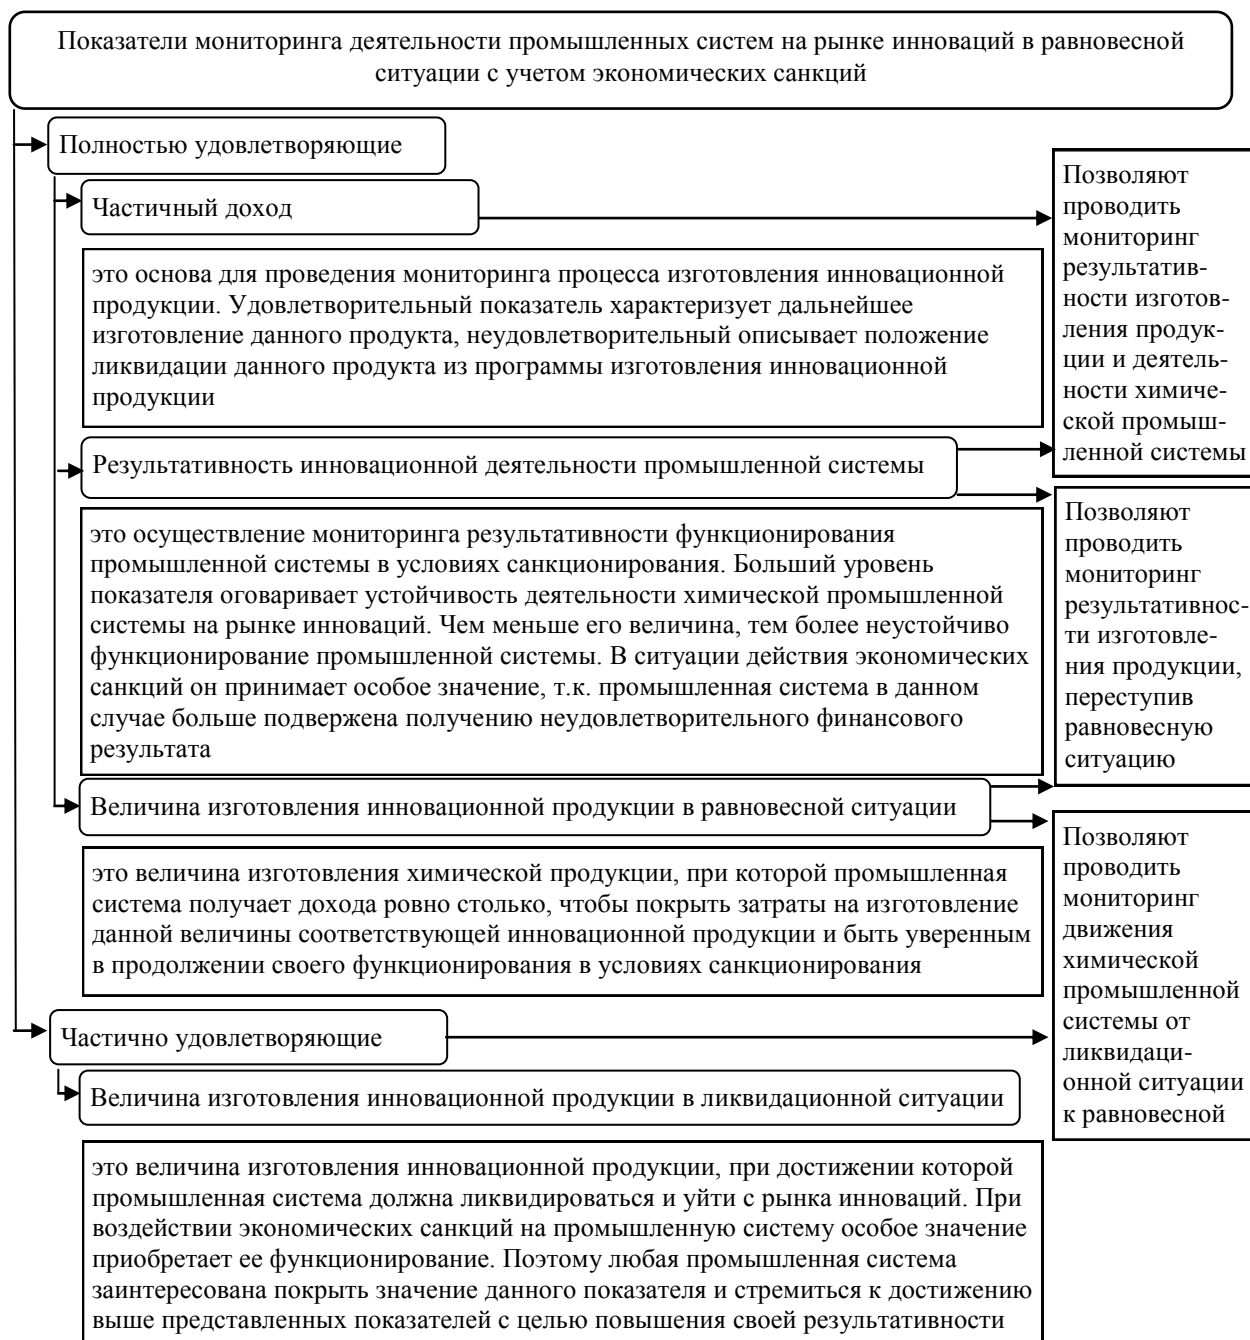 Показатели мониторинга деятельности промышленных систем на рынке инноваций в равновесной
ситуации с учетом экономических санкций
Полностью удовлетворяющие
Частичный доход
это основа для проведения мониторинга процесса изготовления инновационной
продукции. Удовлетворительный показатель характеризует дальнейшее
изготовление данного продукта, неудовлетворительный описывает положение
ликвидации данного продукта из программы изготовления инновационной
продукции
Результативность инновационной деятельности промышленной системы
это осуществление мониторинга результативности функционирования
промышленной системы в условиях санкционирования. Больший уровень
показателя оговаривает устойчивость деятельности химической промышленной
системы на рынке инноваций. Чем меньше его величина, тем более неустойчиво
функционирование промышленной системы. В ситуации действия экономических
санкций он принимает особое значение, т.к. промышленная система в данном
случае больше подвержена получению неудовлетворительного финансового
результата
Величина изготовления инновационной продукции в равновесной ситуации
это величина изготовления химической продукции, при которой промышленная
система получает дохода ровно столько, чтобы покрыть затраты на изготовление
данной величины соответствующей инновационной продукции и быть уверенным
в продолжении своего функционирования в условиях санкционирования
Частично удовлетворяющие
Величина изготовления инновационной продукции в ликвидационной ситуации
это величина изготовления инновационной продукции, при достижении которой
промышленная система должна ликвидироваться и уйти с рынка инноваций. При
воздействии экономических санкций на промышленную систему особое значение
приобретает ее функционирование. Поэтому любая промышленная система
заинтересована покрыть значение данного показателя и стремиться к достижению
выше представленных показателей с целью повышения своей результативности
Позволяют
проводить
мониторинг
результатив-
ности изготов-
ления продук-
ции и деятель-
ности химиче-
ской промыш-
ленной системы
Позволяют
проводить
мониторинг
результативнос-
ти изготовле-
ния продукции,
переступив
равновесную
ситуацию
Позволяют
проводить
мониторинг
движения
химической
промышленной
системы от
ликвидаци-
онной ситуации
к равновесной